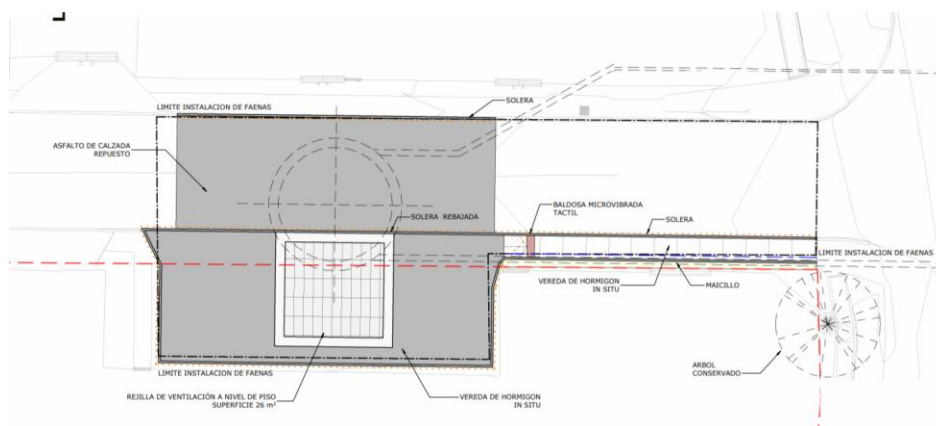 SOLERA
LIMITE INSTALACION DE FAENAS
ASFALTO DE CALZADA
REPUESTO
BALDOSA MICROVIBRADA
TACTIL
SOLERA REBAJADA
SOLERA
LIMITE INSTALACION DE FAENAS
VEREDA DE HORMIGON
IN SITU
MAICILLO
ARBOL
CONSERVADO
LIMITE INSTALACION DE FAENAS
REJILLA DE VENTILACIÓN A NIVEL DE PISO
SUPERFICIE 26 m²
VEREDA DE HORMIGON
IN SITU